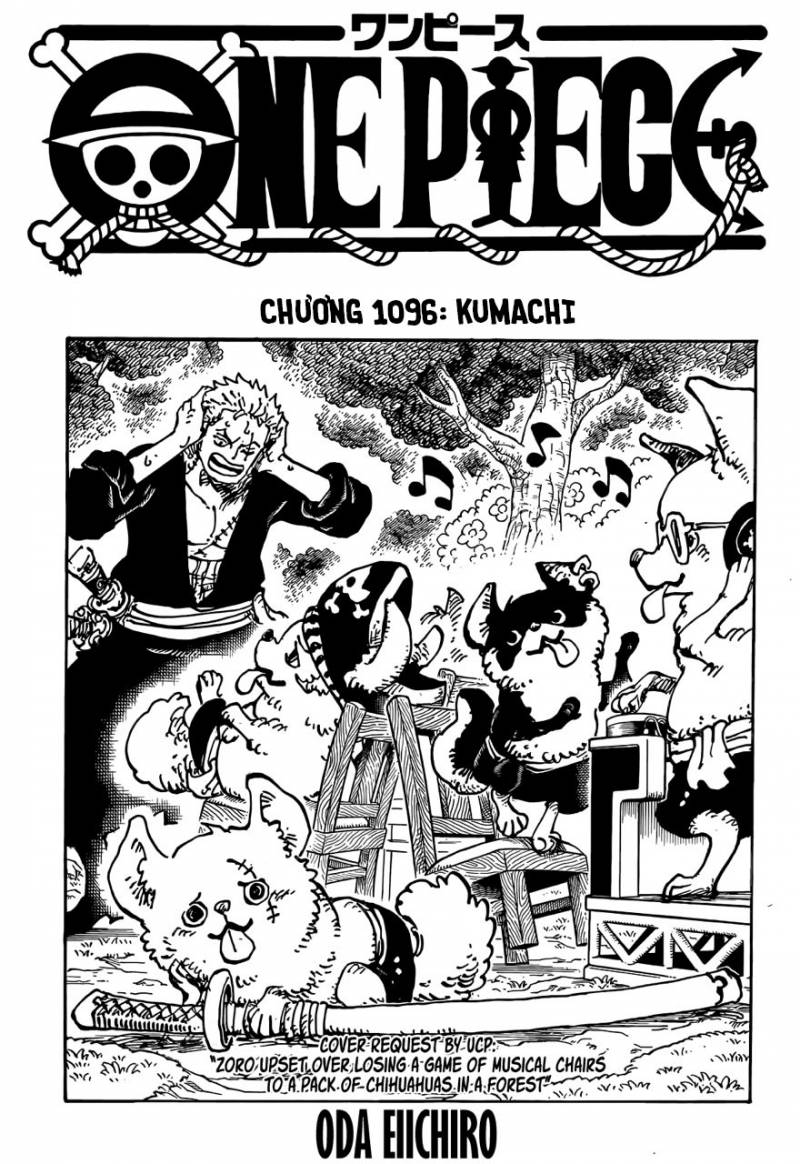 ワンピース
ONE PIECE
CHƯƠNG 1096: KUMACHI
COVER REQUEST BY UCP:
"ZORO UPSET OVER LOSING A GAME OF MUSICAL CHAIRS
TO A PACK OF CHIHUAHUAS IN A FOREST"
ODA EIICHIRO